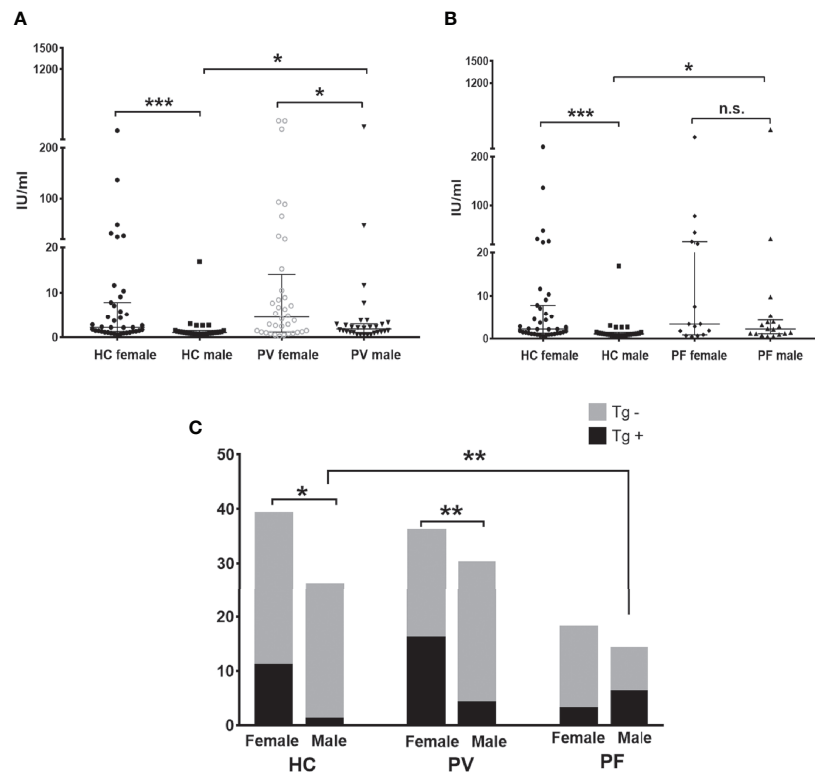 A
IU/ml
1500
1200
200
100
20
10
0
***
*
*
HC female HC male PV female PV male
B
IU/ml
1500
1200
200
100
20
10
0
***
*
n.s.
HC female HC male PF female PF male
C
Tg -
Tg +
50
40
30
20
10
0
*
**
**
Female Male Female Male Female Male
HC PV PF